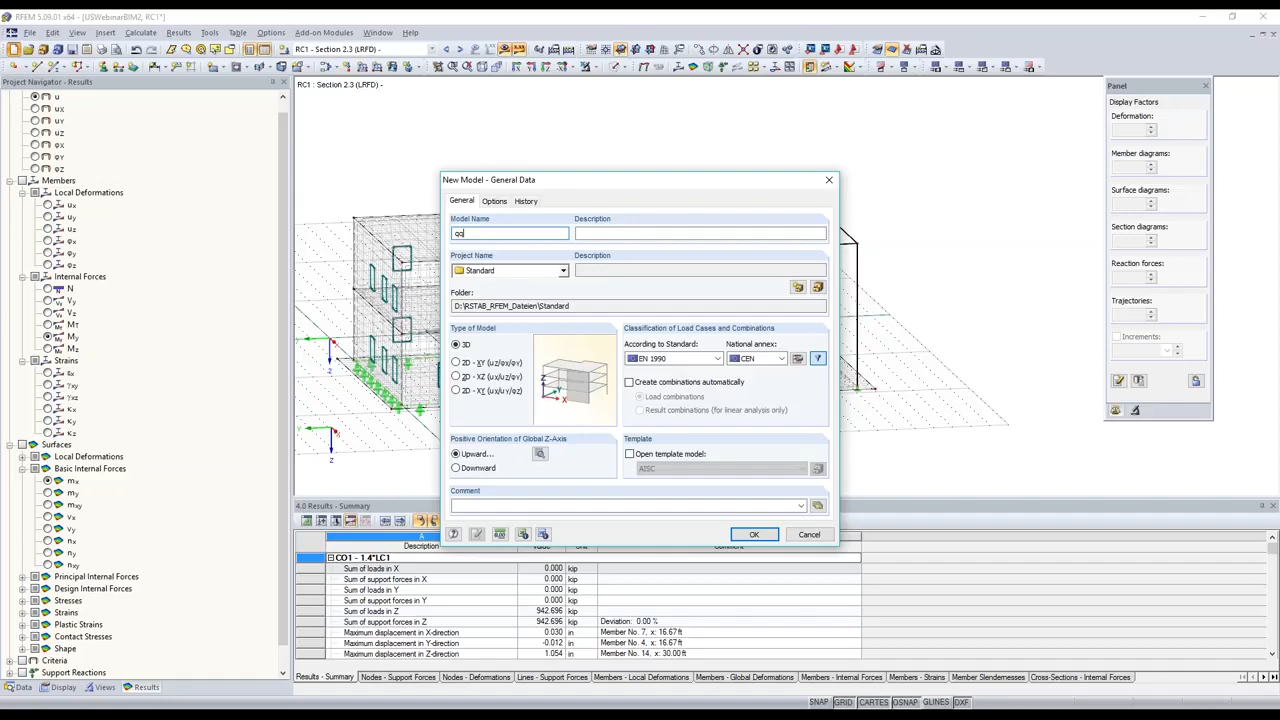 RFEM 5.09.01 x64 - [USWebinarBIM2, RC1*]
File Edit View Insert Calculate Results Options Tools Table Options Add-on Modules Window Help
RC1 - Section 2.3 (LRFD) -
Project Navigator - Results
u
uX
uY
uZ
φX
φY
φZ
Members
Local Deformations
ux
uy
uz
φx
φy
φz
Internal Forces
N
Vy
Vz
MT
My
Mz
Strains
εx
γxy
γxz
κx
κy
κz
Surfaces
Local Deformations
Basic Internal Forces
mx
my
mxy
vx
vy
nx
ny
nxy
Principal Internal Forces
Design Internal Forces
Stresses
Strains
Plastic Strains
Contact Stresses
Shape
Criteria
Support Reactions
Data Display Views Results
RC1 : Section 2.3 (LRFD) -
New Model - General Data
General Options History
Model Name Description
qq
Project Name Description
Standard
Folder:
D:\RSTAB_RFEM_Dateien\Standard
Type of Model
3D
2D - XY (uZ/φX/φY)
2D - XZ (uX/uZ/φY)
2D - XY (uX/uY/φZ)
Z
Y
X
Classification of Load Cases and Combinations
According to Standard: National annex:
EN 1990 CEN
Create combinations automatically
Load combinations
Result combinations (for linear analysis only)
Positive Orientation of Global Z-Axis
Upward...
Downward
Template
Open template model:
AISC
Comment
OK Cancel
Panel
Display Factors
Deformation:
Member diagrams:
Surface diagrams:
Section diagrams:
Reaction forces:
Trajectories:
Increments:
4.0 Results - Summary
A
Description Value Unit Comment
CO1 - 1.4*LC1
Sum of loads in X 0.000 kip
Sum of support forces in X 0.000 kip
Sum of loads in Y 0.000 kip
Sum of support forces in Y 0.000 kip
Sum of loads in Z 942.696 kip
Sum of support forces in Z 942.696 kip Deviation: 0.00 %
Maximum displacement in X-direction 0.030 in Member No. 7, x: 16.67 ft
Maximum displacement in Y-direction -0.012 in Member No. 4, x: 16.67 ft
Maximum displacement in Z-direction 1.054 in Member No. 14, x: 30.00 ft
Results - Summary Nodes - Support Forces Nodes - Deformations Lines - Support Forces Members - Local Deformations Members - Global Deformations Members - Internal Forces Members - Strains Member Slendernesses Cross-Sections - Internal Forces
SNAP GRID CARTES OSNAP GLINES DXF